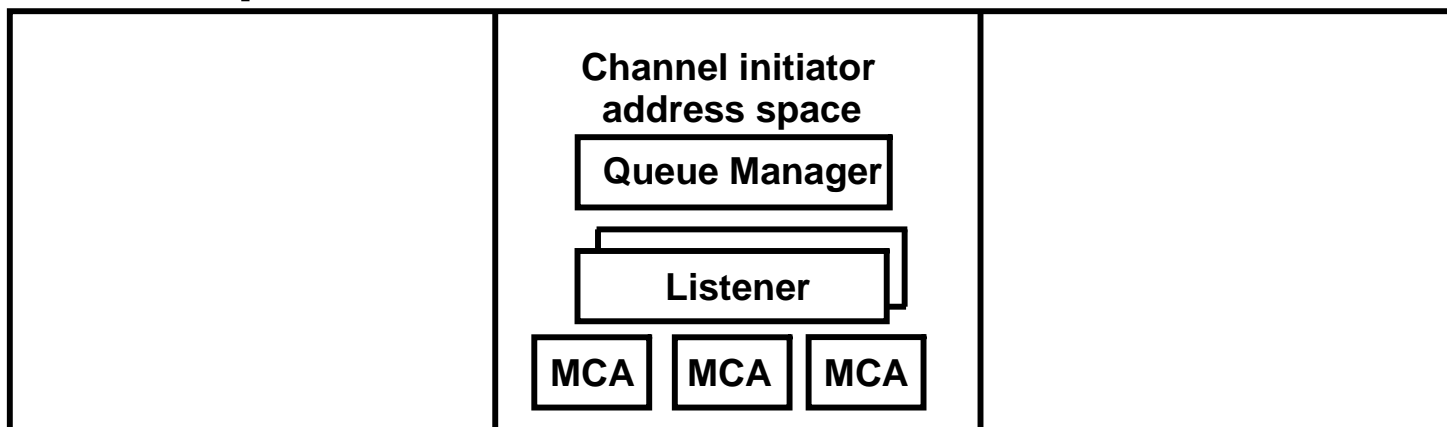 Channel initiator
address space
Queue Manager
Listener
MCA MCA MCA